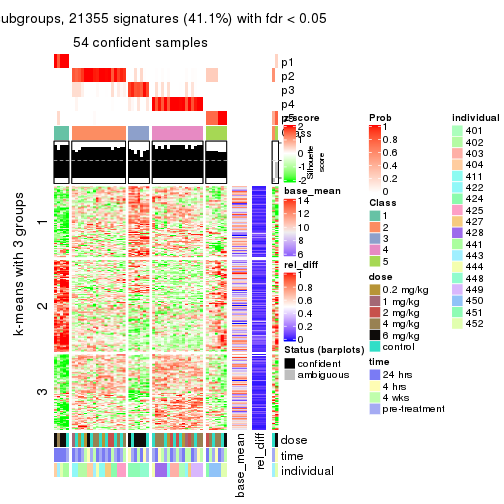 ubgroups, 21355 signatures (41.1%) with fdr < 0.05
54 confident samples
p1
p2
p3
p4
p5
Class
Silhouette
score
k-means with 3 groups
1
2
3
dose
time
individual
base_mean
rel_diff
z-score
2
1
0
-1
-2
base_mean
14
12
10
8
6
rel_diff
1
0.8
0.6
0.4
0.2
0
Status (barplots)
confident
ambiguous
Prob
1
0.8
0.6
0.4
0.2
0
Class
1
2
3
4
5
dose
0.2 mg/kg
1 mg/kg
2 mg/kg
4 mg/kg
6 mg/kg
control
time
24 hrs
4 hrs
4 wks
pre-treatment
individual
401
402
403
404
411
422
424
425
427
428
441
443
444
448
449
450
451
452